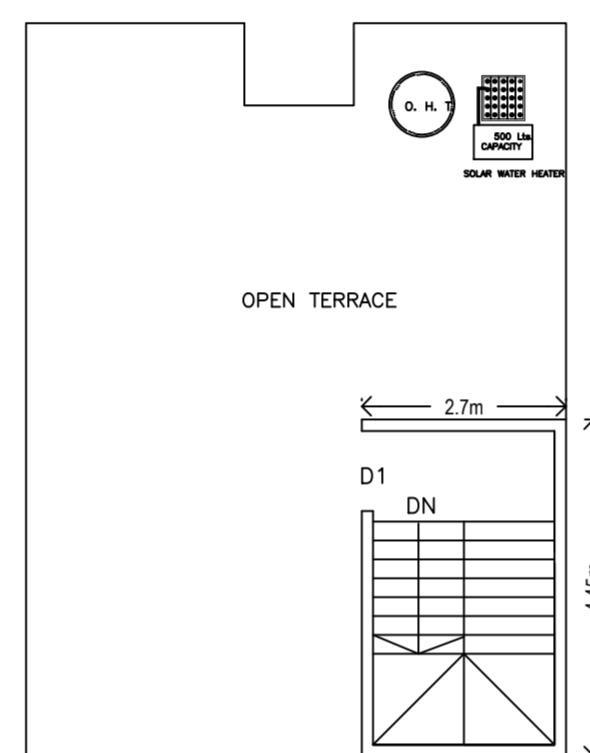 O. H. T
500 Lts.
CAPACITY
SOLAR WATER HEATER
OPEN TERRACE
2.7m
D1
DN